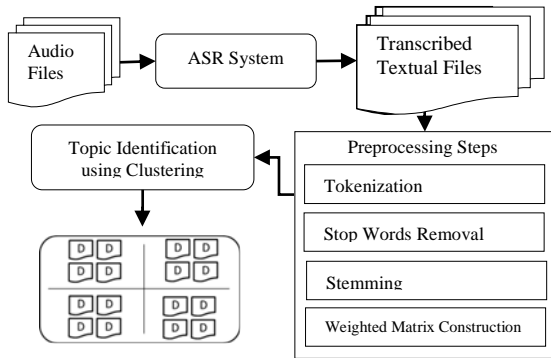 Audio
Files
ASR System
Transcribed
Textual Files
Preprocessing Steps
Tokenization
Stop Words Removal
Stemming
Weighted Matrix Construction
Topic Identification
using Clustering
D D D D
D D D D
D D D D
D D D D